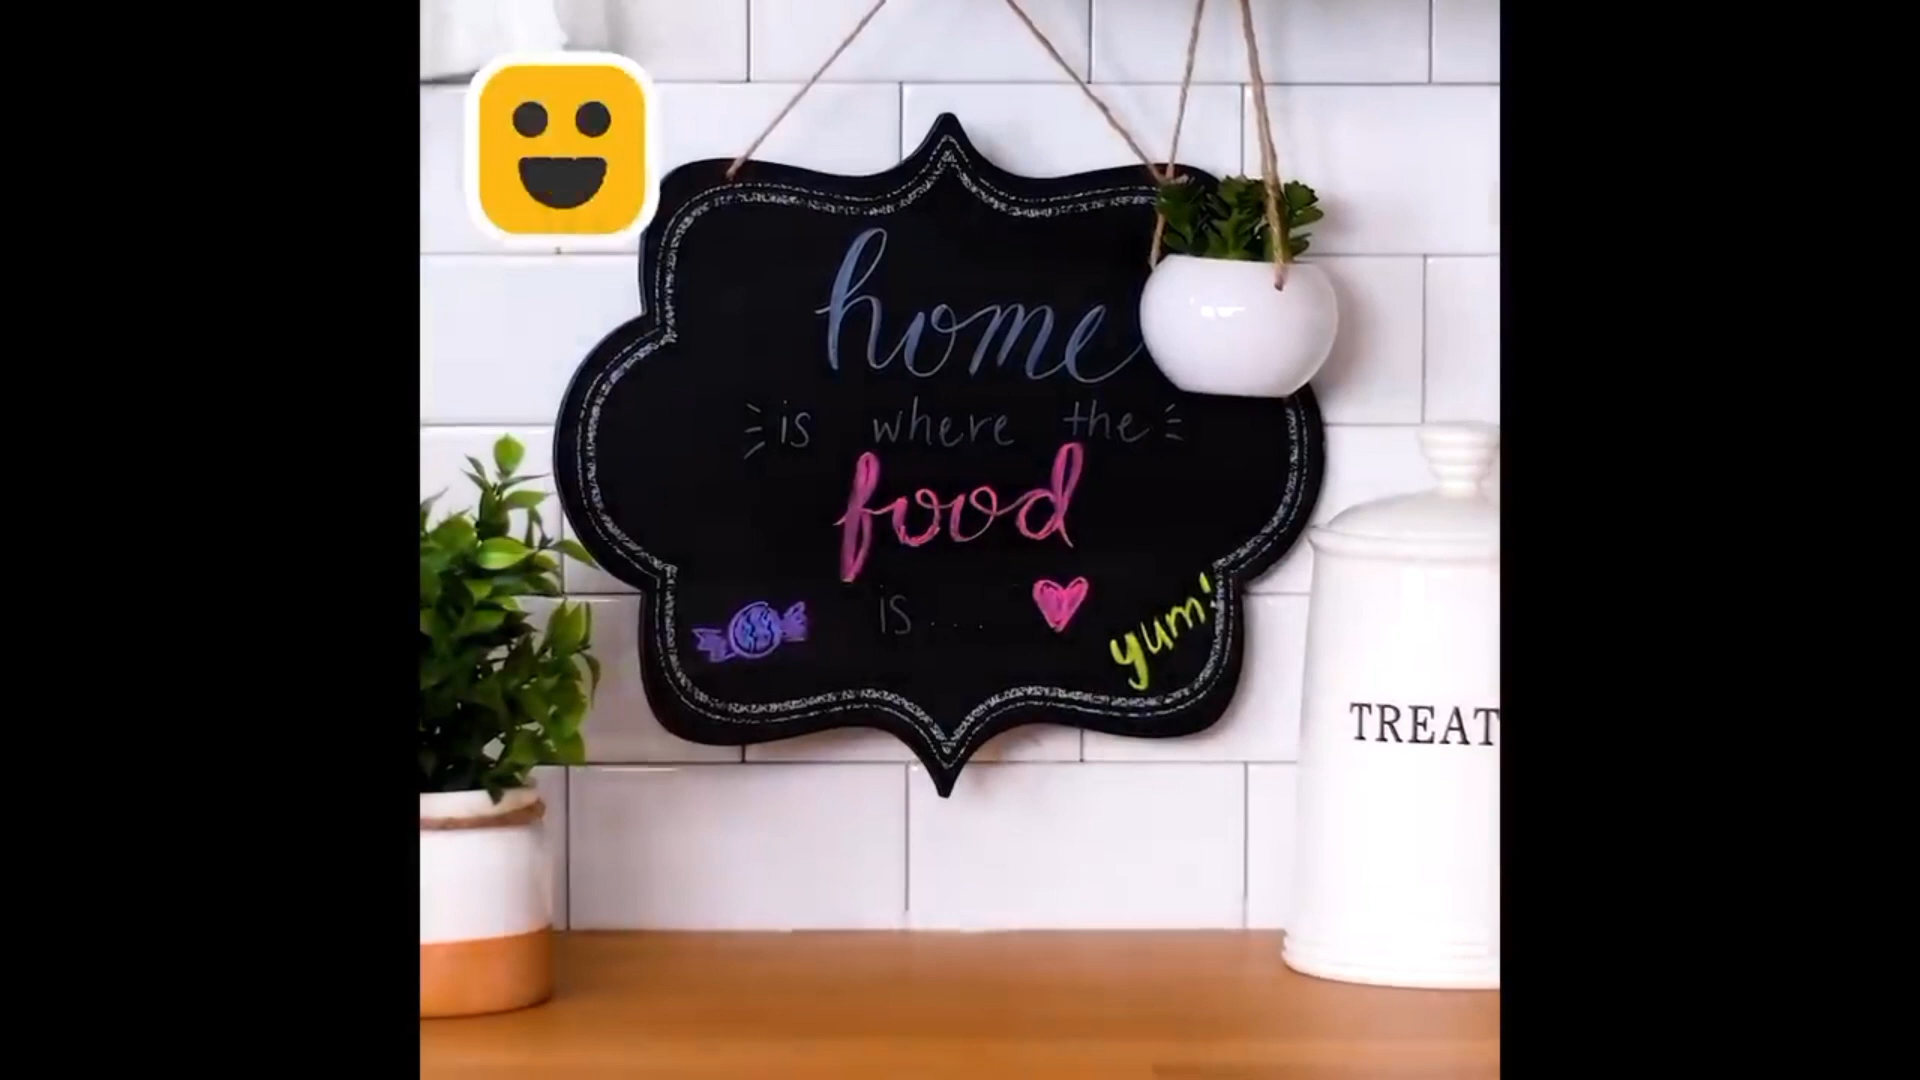 home
is where the
food
is....
yum!
TREAT